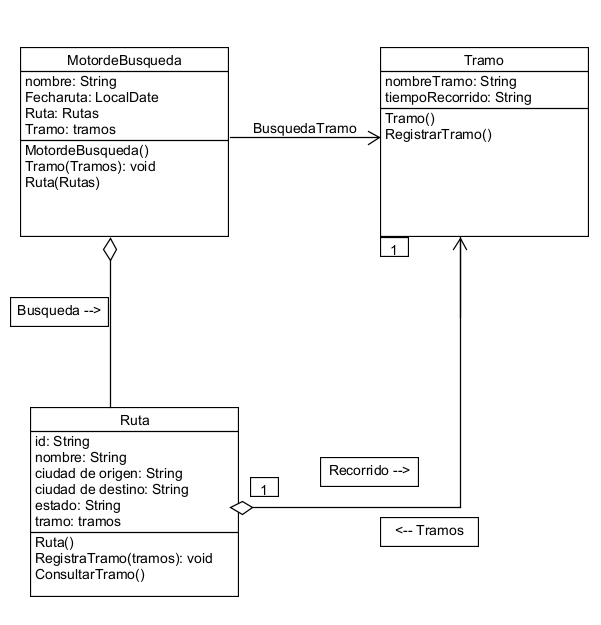 MotordeBusqueda
nombre: String
Fecharuta: LocalDate
Ruta: Rutas
Tramo: tramos
MotordeBusqueda()
Tramo(Tramos): void
Ruta(Rutas)
BusquedaTramo
Tramo
nombreTramo: String
tiempoRecorrido: String
Tramo()
RegistrarTramo()
1
Busqueda -->
Ruta
id: String
nombre: String
ciudad de origen: String
ciudad de destino: String
estado: String
tramo: tramos
Ruta()
RegistraTramo(tramos): void
ConsultarTramo()
1
Recorrido -->
<-- Tramos